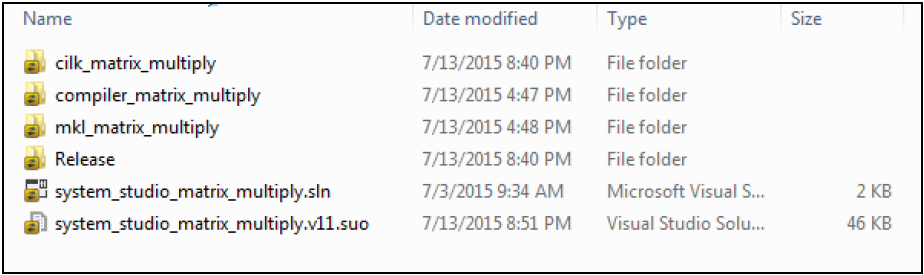 Name Date modified Type Size
cilk_matrix_multiply 7/13/2015 8:40 PM File folder
compiler_matrix_multiply 7/13/2015 4:47 PM File folder
mkl_matrix_multiply 7/13/2015 4:48 PM File folder
Release 7/13/2015 8:40 PM File folder
system_studio_matrix_multiply.sln 7/3/2015 9:34 AM Microsoft Visual S... 2 KB
system_studio_matrix_multiply.v11.suo 7/13/2015 8:51 PM Visual Studio Solu... 46 KB